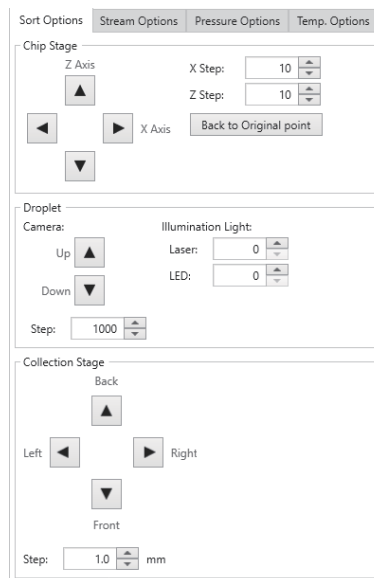 Sort Options Stream Options Pressure Options Temp. Options
Chip Stage
Z Axis
X Axis
X Step: 10
Z Step: 10
Back to Original point
Droplet
Camera:
Up
Down
Step: 1000
Illumination Light:
Laser: 0
LED: 0
Collection Stage
Back
Left Right
Front
Step: 1.0 mm